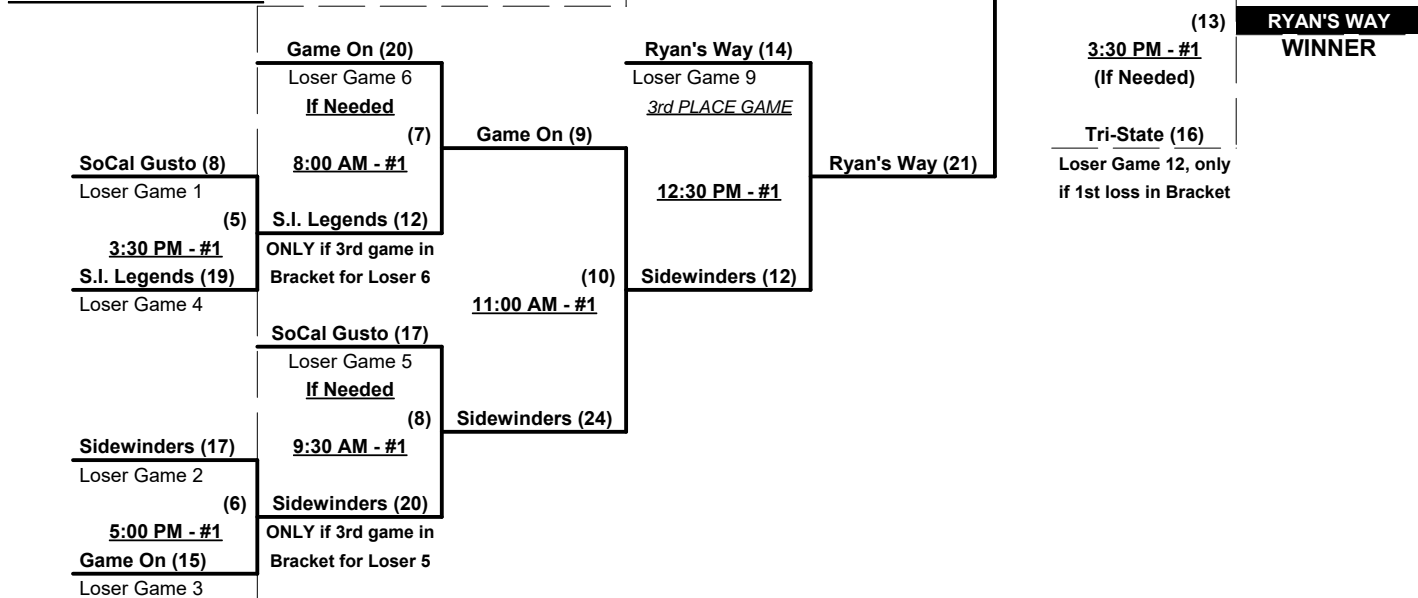 (13)
RYAN'S WAY
Game On (20)
Ryan's Way (14)
3:30 PM - #1
WINNER
Loser Game 6
Loser Game 9
(If Needed)
If Needed
3rd PLACE GAME
(7)
Game On (9)
Tri-State (16)
SoCal Gusto (8)
8:00 AM - #1
Ryan's Way (21)
Loser Game 12, only
Loser Game 1
12:30 PM - #1
if 1st loss in Bracket
(5)
S.I. Legends (12)
3:30 PM - #1
ONLY if 3rd game in
S.I. Legends (19)
Bracket for Loser 6
(10)
Sidewinders (12)
Loser Game 4
11:00 AM - #1
SoCal Gusto (17)
Loser Game 5
If Needed
(8)
Sidewinders (24)
Sidewinders (17)
9:30 AM - #1
Loser Game 2
(6)
Sidewinders (20)
5:00 PM - #1
ONLY if 3rd game in
Game On (15)
Bracket for Loser 5
Loser Game 3